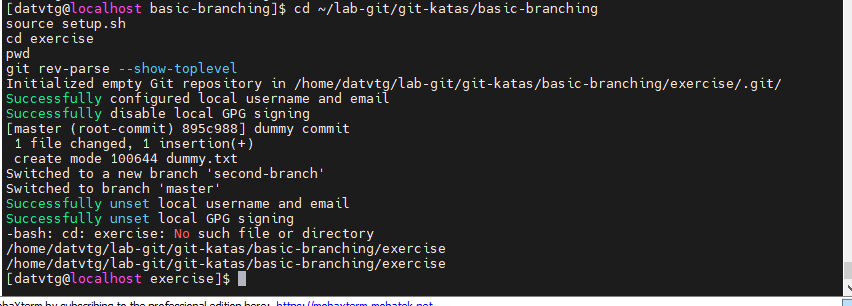 [datvtg@localhost basic-branching]$ cd ~/lab-git/git-katas/basic-branching
source setup.sh
cd exercise
pwd
git rev-parse --show-toplevel
Initialized empty Git repository in /home/datvtg/lab-git/git-katas/basic-branching/exercise/.git/
Successfully configured local username and email
Successfully disable local GPG signing
[master (root-commit) 895c988] dummy commit
 1 file changed, 1 insertion(+)
 create mode 100644 dummy.txt
Switched to a new branch 'second-branch'
Switched to branch 'master'
Successfully unset local username and email
Successfully unset local GPG signing
-bash: cd: exercise: No such file or directory
/home/datvtg/lab-git/git-katas/basic-branching/exercise
/home/datvtg/lab-git/git-katas/basic-branching/exercise
[datvtg@localhost exercise]$
by subscribing to the professional edition here: https://mobaxterm.mobatek.net